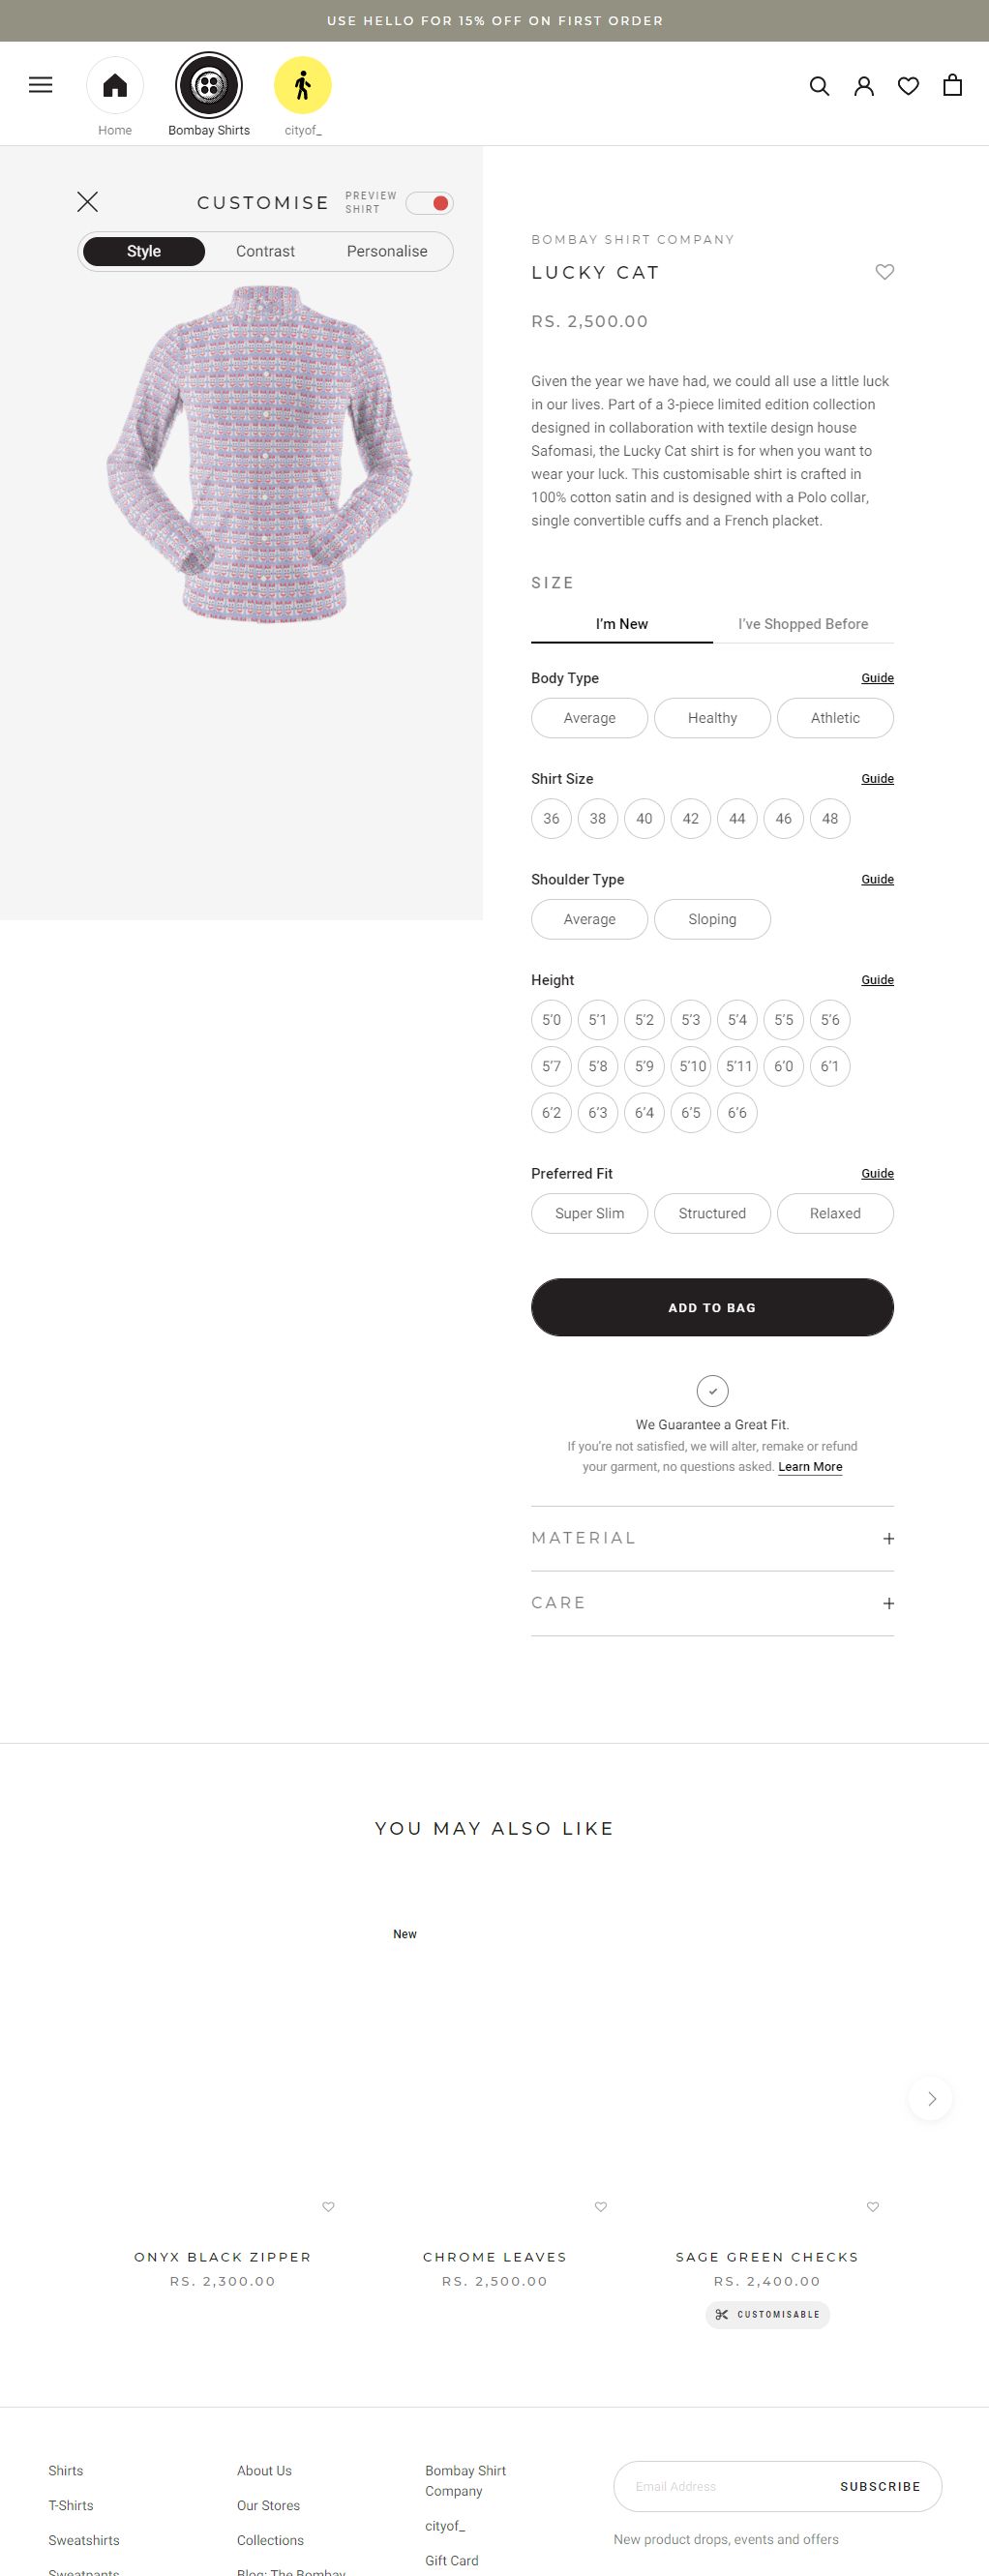 USE HELLO FOR 15% OFF ON FIRST ORDER
Home
Bombay Shirts
cityof_
CUSTOMISE
PREVIEW
SHIRT
Style
Contrast
Personalise
BOMBAY SHIRT COMPANY
LUCKY CAT
RS. 2,500.00
Given the year we have had, we could all use a little luck
in our lives. Part of a 3-piece limited edition collection
designed in collaboration with textile design house
Safomasi, the Lucky Cat shirt is for when you want to
wear your luck. This customisable shirt is crafted in
100% cotton satin and is designed with a Polo collar,
single convertible cuffs and a French placket.
SIZE
I'm New
I've Shopped Before
Body Type
Guide
Average
Healthy
Athletic
Shirt Size
Guide
36
38
40
42
44
46
48
Shoulder Type
Guide
Average
Sloping
Height
Guide
5'0
5'1
5'2
5'3
5'4
5'5
5'6
5'7
5'8
5'9
5'10
5'11
6'0
6'1
6'2
6'3
6'4
6'5
6'6
Preferred Fit
Guide
Super Slim
Structured
Relaxed
ADD TO BAG
We Guarantee a Great Fit.
If you're not satisfied, we will alter, remake or refund
your garment, no questions asked. Learn More
MATERIAL
CARE
YOU MAY ALSO LIKE
New
ONYX BLACK ZIPPER
RS. 2,300.00
CHROME LEAVES
RS. 2,500.00
SAGE GREEN CHECKS
RS. 2,400.00
CUSTOMISABLE
Shirts
T-Shirts
Sweatshirts
Sweatpants
About Us
Our Stores
Collections
Blog: The Bombay
Bombay Shirt
Company
cityof_
Gift Card
Email Address
SUBSCRIBE
New product drops, events and offers